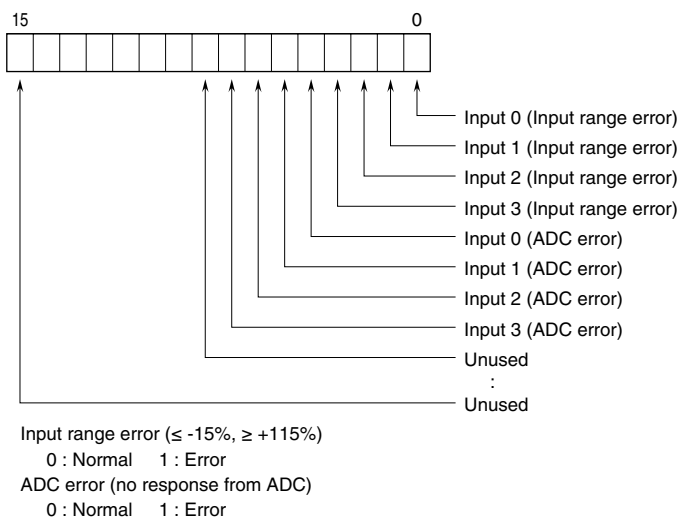 15 0
Input 0 (Input range error)
Input 1 (Input range error)
Input 2 (Input range error)
Input 3 (Input range error)
Input 0 (ADC error)
Input 1 (ADC error)
Input 2 (ADC error)
Input 3 (ADC error)
Unused
:
Unused
Input range error (≤ -15%, ≥ +115%)
0 : Normal 1 : Error
ADC error (no response from ADC)
0 : Normal 1 : Error